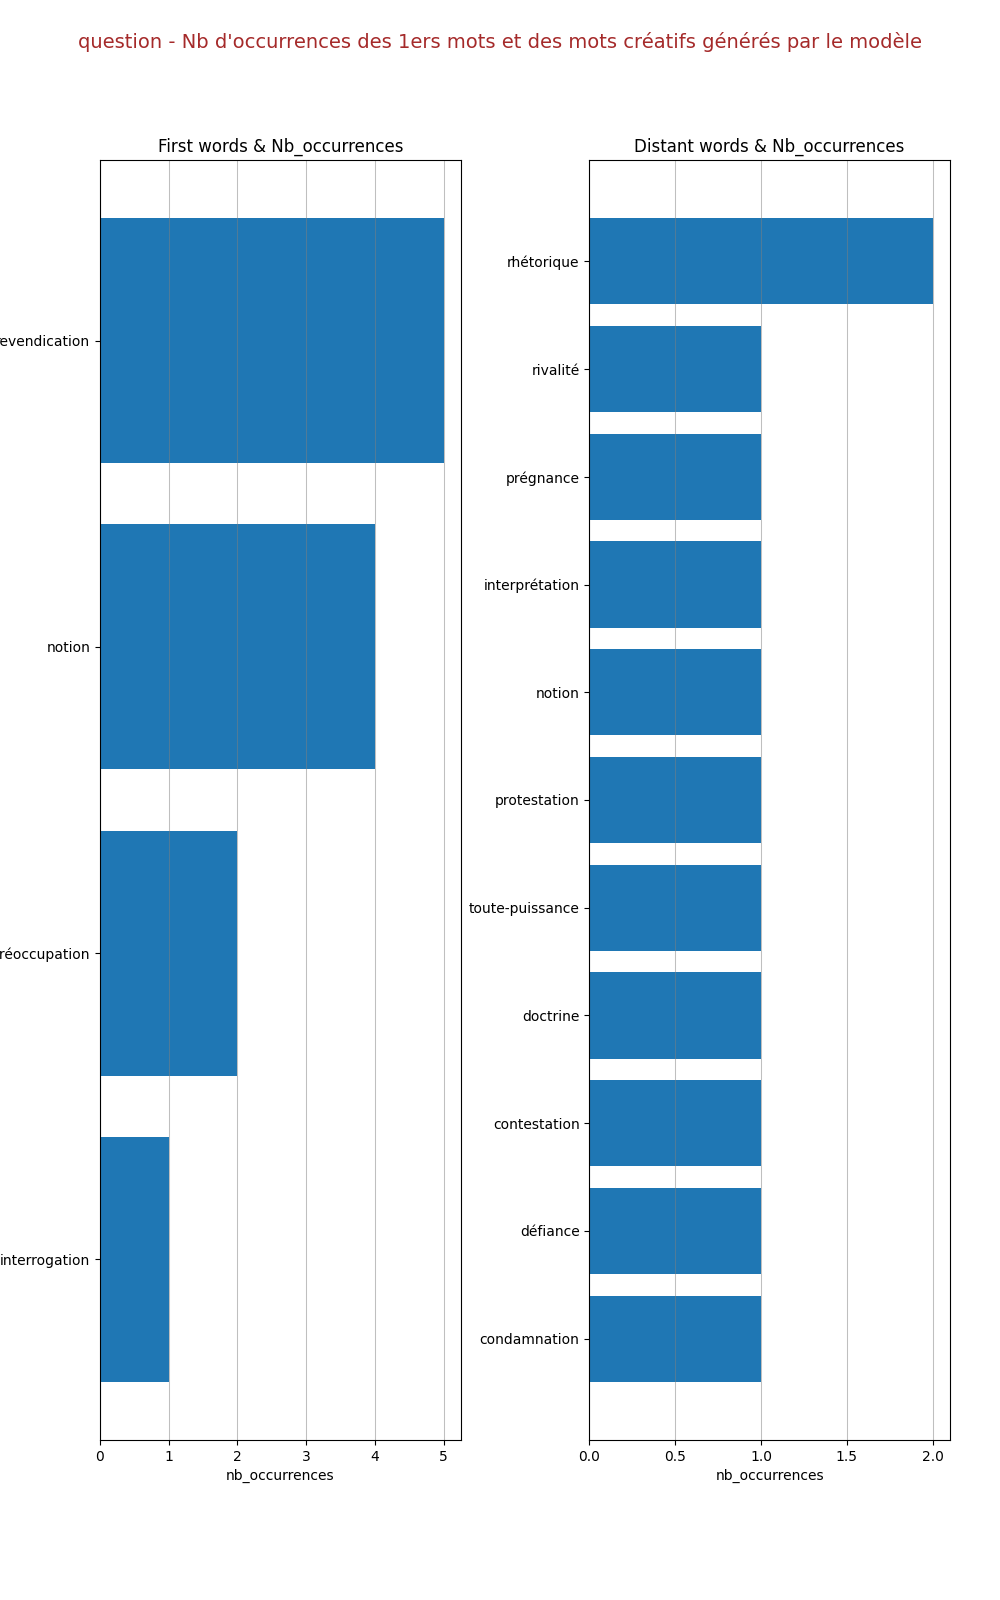 question - Nb d'occurrences des 1ers mots et des mots créatifs générés par le modèle
First words & Nb_occurrences
evendication
notion
réoccupation
interrogation
0 1 2 3 4 5
nb_occurrences
Distant words & Nb_occurrences
rhétorique
rivalité
prégnance
interprétation
notion
protestation
toute-puissance
doctrine
contestation
défiance
condamnation
0.0 0.5 1.0 1.5 2.0
nb_occurrences